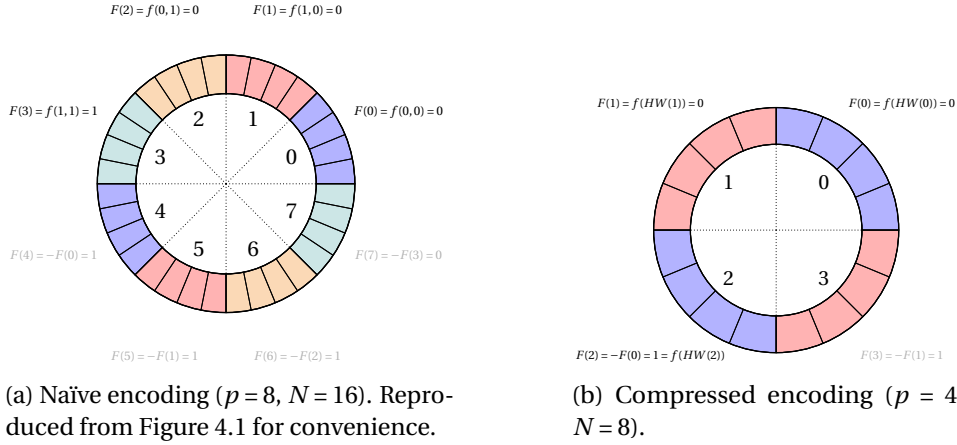 F(2) = f(0,1) = 0
F(1) = f(1,0) = 0
F(3) = f(1,1) = 1
F(0) = f(0,0) = 0
2
1
3
0
4
7
5
6
F(4) = −F(0) = 1
F(7) = −F(3) = 0
F(5) = −F(1) = 1
F(6) = −F(2) = 1
(a) Naïve encoding (p = 8, N = 16). Repro-
duced from Figure 4.1 for convenience.
F(1) = f(HW(1)) = 0
F(0) = f(HW(0)) = 0
1
0
2
3
F(2) = −F(0) = 1 = f(HW(2))
F(3) = −F(1) = 1
(b) Compressed encoding (p = 4
N = 8).